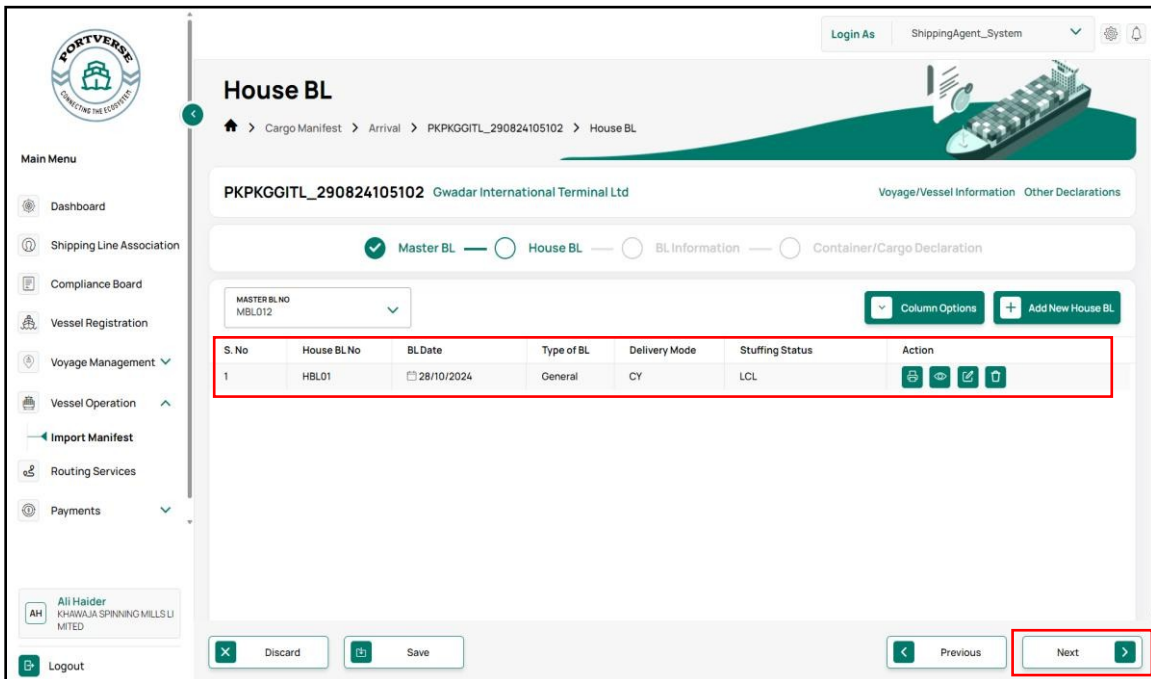 PORTVERSE
CONNECTING THE ECOSYSTEM
Login As ShippingAgent_System
House BL
> Cargo Manifest > Arrival > PKPKGGITL_290824105102 > House BL
Main Menu
Dashboard
Shipping Line Association
Compliance Board
Vessel Registration
Voyage Management
Vessel Operation
Import Manifest
Routing Services
Payments
AH
Ali Haider
KHAWAJA SPINNING MILLS LI
MITED
Logout
PKPKGGITL_290824105102 Gwadar International Terminal Ltd
Voyage/Vessel Information Other Declarations
Master BL House BL BL Information Container/Cargo Declaration
MASTER BL NO
MBL012
Column Options
+ Add New House BL
S. No House BL No BL Date Type of BL Delivery Mode Stuffing Status Action
1 HBL01 28/10/2024 General CY LCL
Discard Save Previous Next